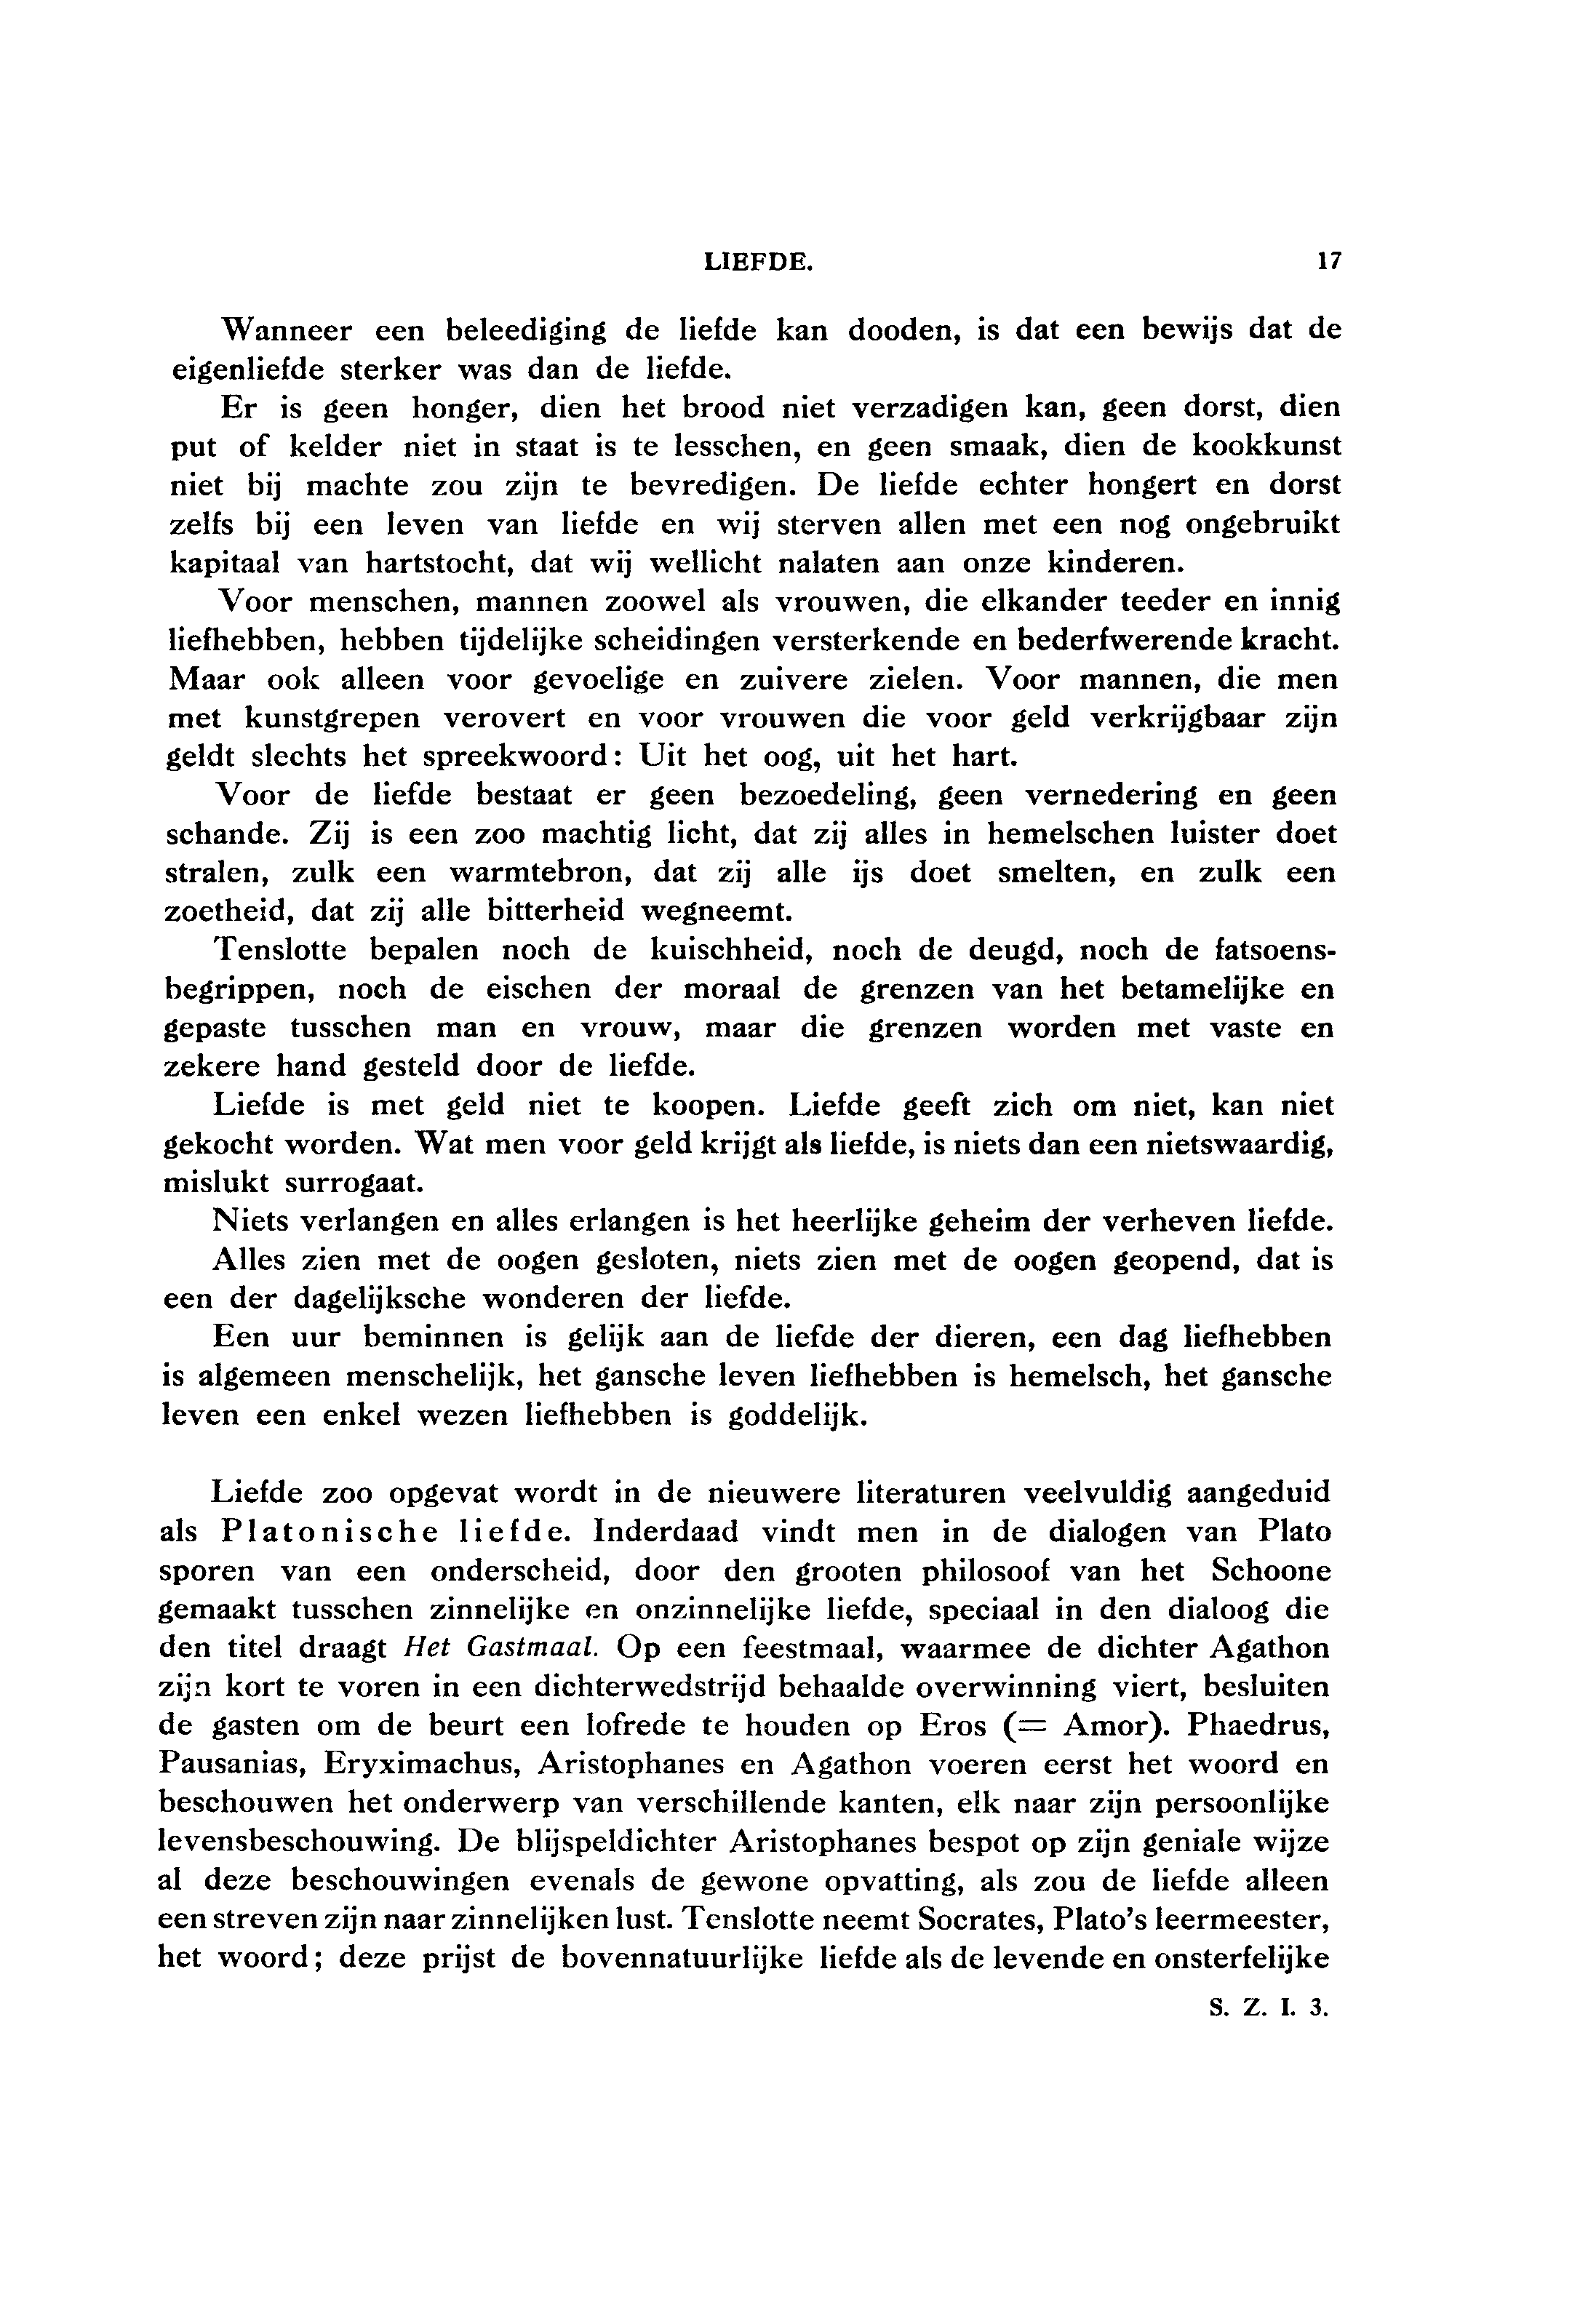 LIEFDE. 17
Wanneer een beleediging de liefde kan dooden, is dat een bewijs dat de
eigenliefde sterker was dan de liefde.
Er is geen honger, dien het brood niet verzadigen kan, geen dorst, dien
put of kelder niet in staat is te lesschen, en geen smaak, dien de kookkunst
niet bij machte zou zijn te bevredigen. De liefde echter hongert en dorst
zelfs bij een leven van liefde en wij sterven allen met een nog ongebruikt
kapitaal van hartstocht, dat wij wellicht nalaten aan onze kinderen.
Voor menschen, mannen zoowel als vrouwen, die elkander teeder en innig
liefhebben, hebben tijdelijke scheidingen versterkende en bederfwerende kracht.
Maar ook alleen voor gevoelige en zuivere zielen. Voor mannen, die men
met kunstgrepen verovert en voor vrouwen die voor geld verkrijgbaar zijn
geldt slechts het spreekwoord: Uit het oog, uit het hart.
Voor de liefde bestaat er geen bezoedeling, geen vernedering en geen
schande. Zij is een zoo machtig licht, dat zij alles in hemelschen luister doet
stralen, zulk een warmtebron, dat zij alle ijs doet smelten, en zulk een
zoetheid, dat zij alle bitterheid wegneemt.
Tenslotte bepalen noch de kuischheid, noch de deugd, noch de fatsoens-
begrippen, noch de eischen der moraal de grenzen van het betamelijke en
gepaste tusschen man en vrouw, maar die grenzen worden met vaste en
zekere hand gesteld door de liefde.
Liefde is met geld niet te koopen. Liefde geeft zich om niet, kan niet
gekocht worden. Wat men voor geld krijgt als liefde, is niets dan een nietswaardig,
mislukt surrogaat.
Niets verlangen en alles erlangen is het heerlijke geheim der verheven liefde.
Alles zien met de oogen gesloten, niets zien met de oogen geopend, dat is
een der dagelijksche wonderen der liefde.
Een uur beminnen is gelijk aan de liefde der dieren, een dag liefhebben
is algemeen menschelijk, het gansche leven liefhebben is hemelsch, het gansche
leven een enkel wezen liefhebben is goddelijk.
Liefde zoo opgevat wordt in de nieuwere literaturen veelvuldig aangeduid
als Platonische liefde. Inderdaad vindt men in de dialogen van Plato
sporen van een onderscheid, door den grooten philosoof van het Schoone
gemaakt tusschen zinnelijke en onzinnelijke liefde, speciaal in den dialoog die
den titel draagt Het Gastmaal. Op een feestmaal, waarmee de dichter Agathon
zijn kort te voren in een dichterwedstrijd behaalde overwinning viert, besluiten
de gasten om de beurt een lofrede te houden op Eros (= Amor). Phaedrus,
Pausanias, Eryximachus, Aristophanes en Agathon voeren eerst het woord en
beschouwen het onderwerp van verschillende kanten, elk naar zijn persoonlijke
levensbeschouwing. De blijspeldichter Aristophanes bespot op zijn geniale wijze
al deze beschouwingen evenals de gewone opvatting, als zou de liefde alleen
een streven zijn naar zinnelijken lust. Tenslotte neemt Socrates, Plato's leermeester,
het woord; deze prijst de bovennatuurlijke liefde als de levende en onsterfelijke
S. Z. I. 3.